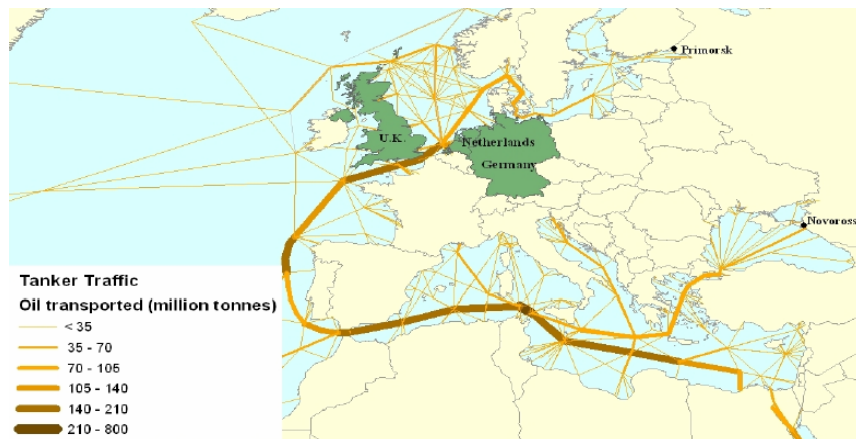 Primorsk
U.K.
Netherlands
Germany
Novoross
Tanker Traffic
Oil transported (million tonnes)
< 35
35 - 70
70 - 105
105 - 140
140 - 210
210 - 800